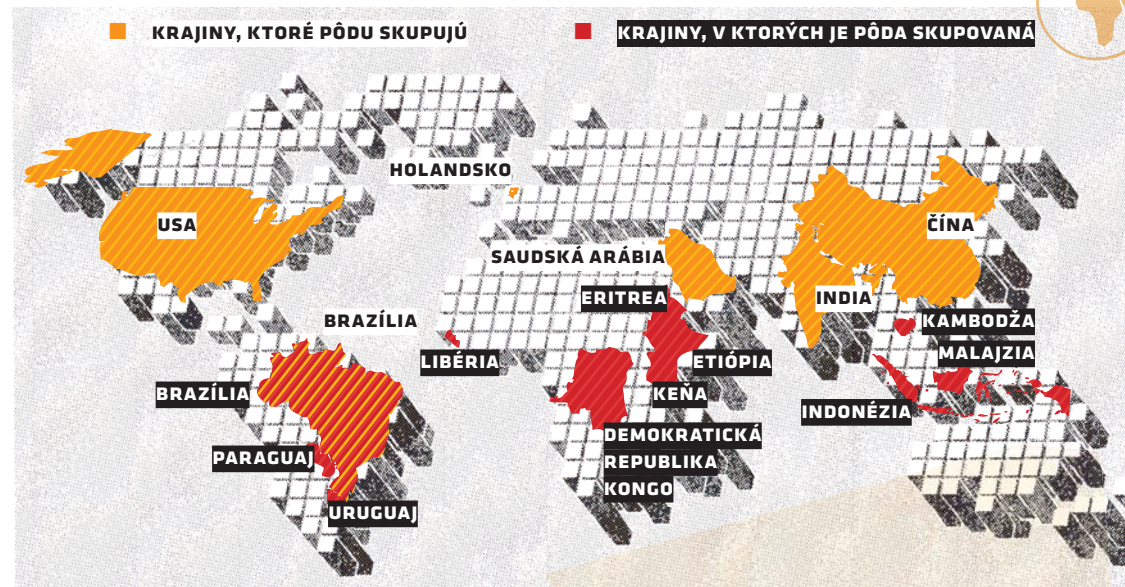 KRAJINY, KTORÉ PÔDU SKUPUJÚ
KRAJINY, V KTORÝCH JE PÔDA SKUPOVANÁ
HOLANDSKO
USA
ČÍNA
SAUDSKÁ ARÁBIA
ERITREA
INDIA
BRAZÍLIA
KAMBODŽA
LIBÉRIA
ETIÓPIA
MALAJZIA
BRAZÍLIA
KEŇA
INDONÉZIA
DEMOKRATICKÁ
REPUBLIKA
KONGO
PARAGUAJ
URUGUAJ